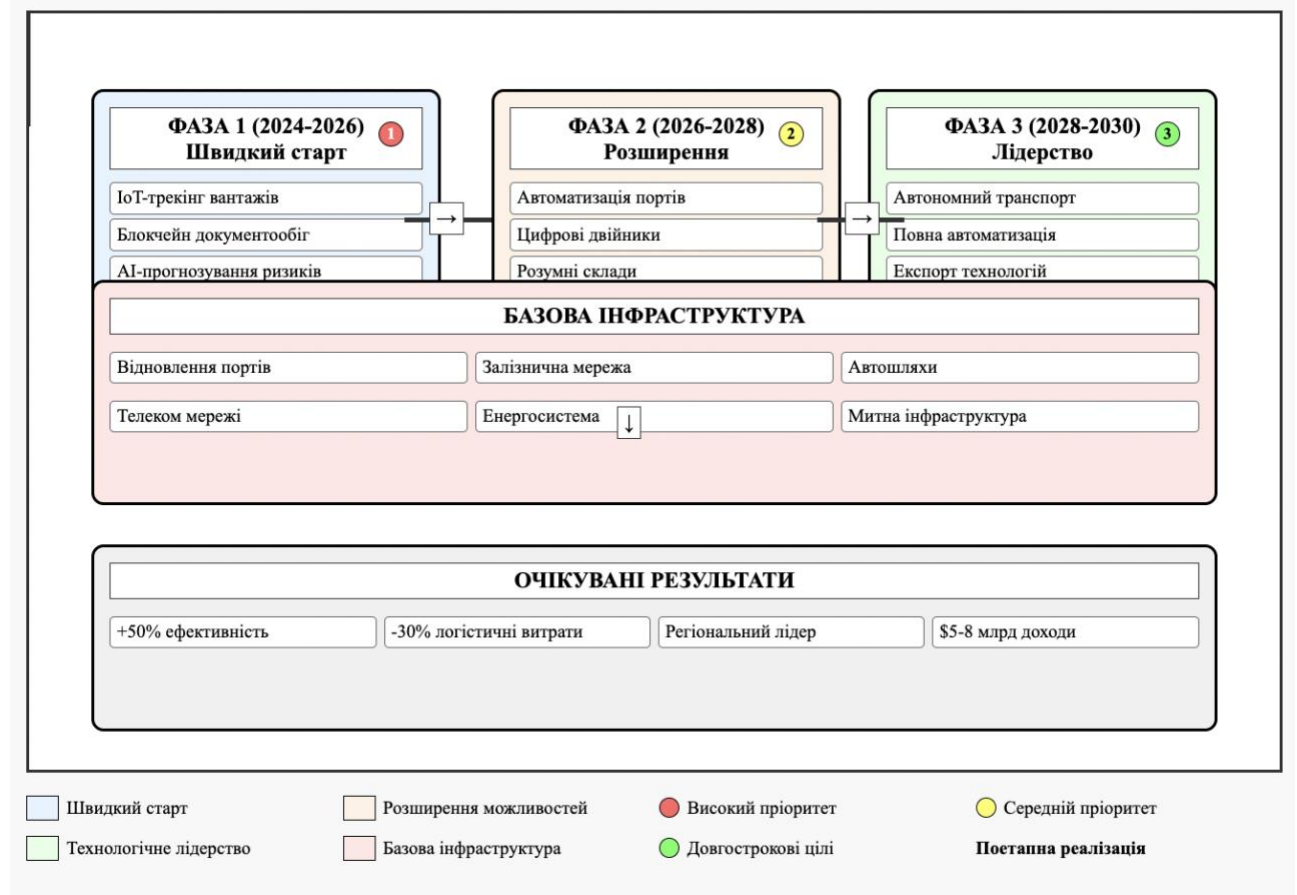 ФАЗА 1 (2024-2026)
Швидкий старт
1
IoT-трекінг вантажів
Блокчейн документообіг
AI-прогнозування ризиків
→
ФАЗА 2 (2026-2028)
Розширення
2
Автоматизація портів
Цифрові двійники
Розумні склади
→
ФАЗА 3 (2028-2030)
Лідерство
3
Автономний транспорт
Повна автоматизація
Експорт технологій
БАЗОВА ІНФРАСТРУКТУРА
Відновлення портів
Залізнична мережа
Автошляхи
Телеком мережі
Енергосистема
↓
Митна інфраструктура
ОЧІКУВАНІ РЕЗУЛЬТАТИ
+50% ефективність
-30% логістичні витрати
Регіональний лідер
$5-8 млрд доходи
Швидкий старт
Розширення можливостей
Високий пріоритет
Середній пріоритет
Технологічне лідерство
Базова інфраструктура
Довгострокові цілі
Поетапна реалізація